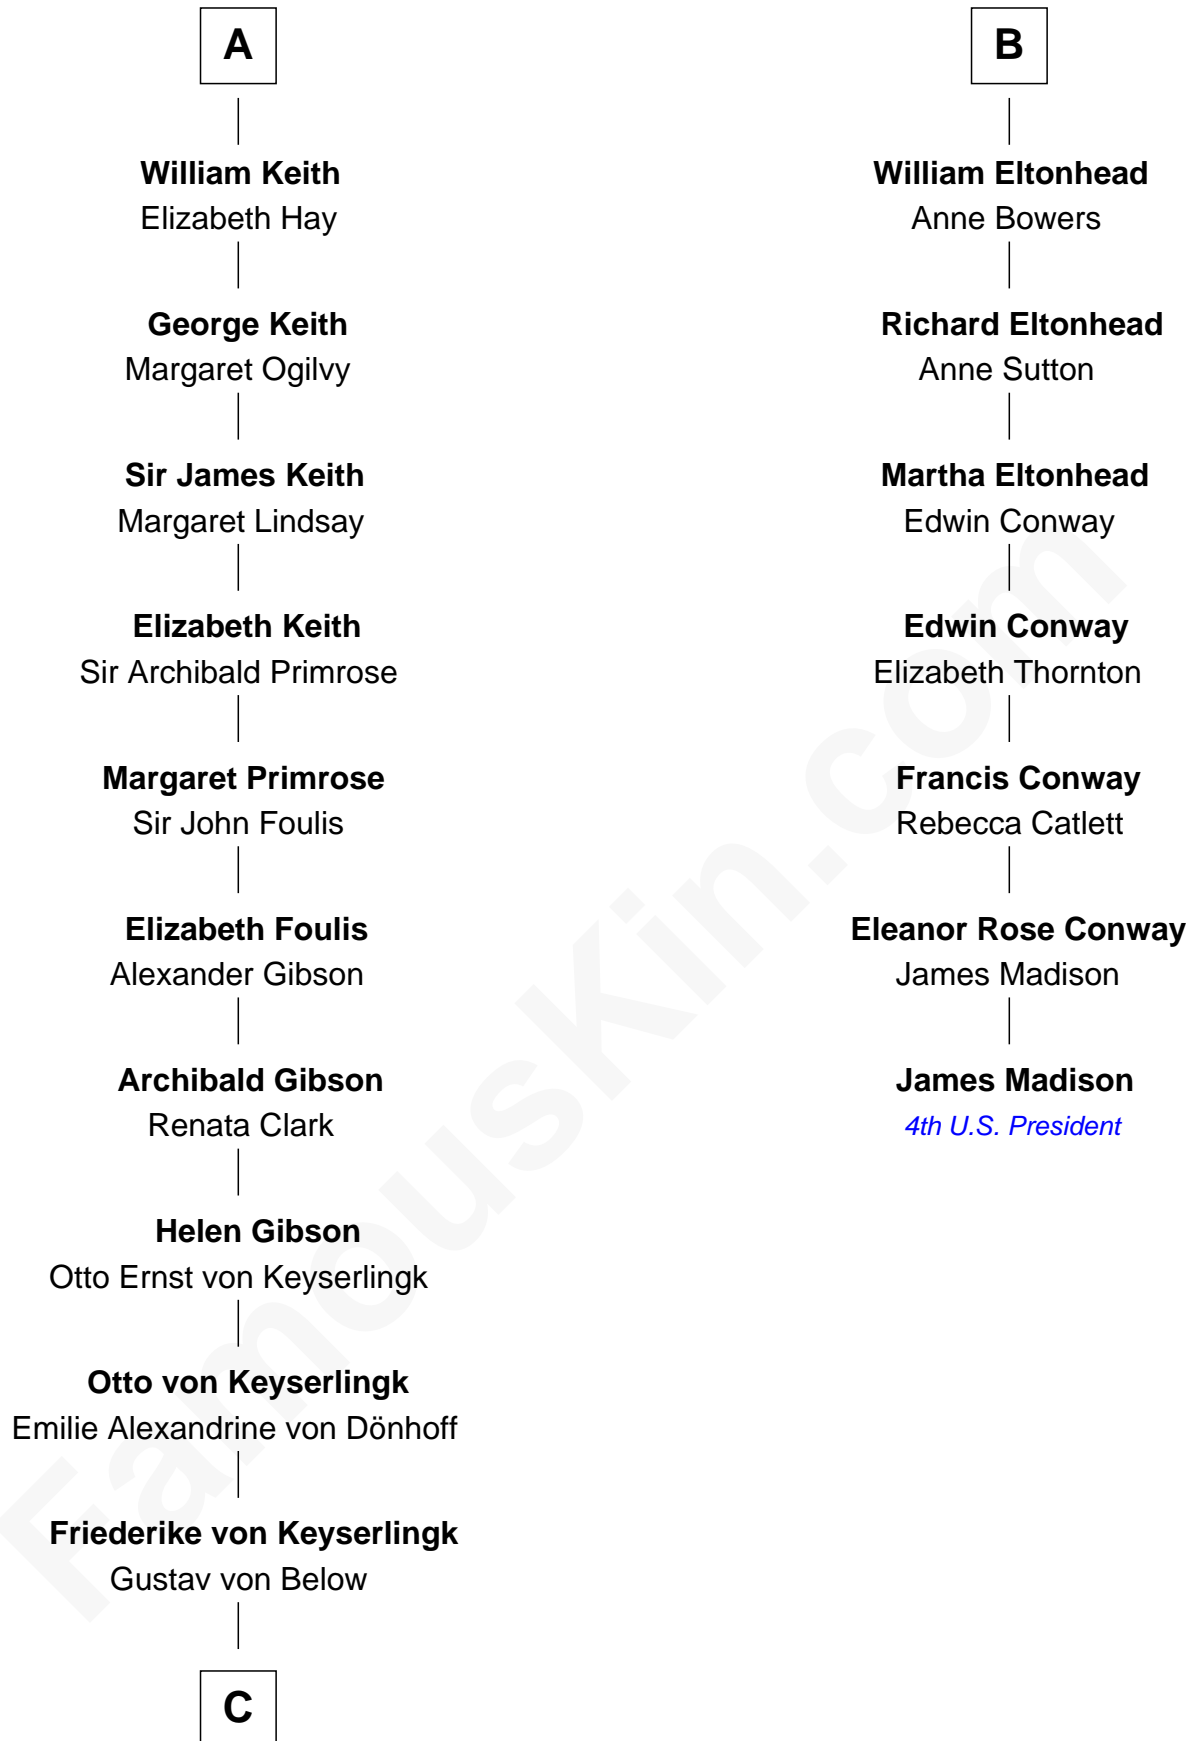 A
William Keith
Elizabeth Hay
George Keith
Margaret Ogilvy
Sir James Keith
Margaret Lindsay
Elizabeth Keith
Sir Archibald Primrose
Margaret Primrose
Sir John Foulis
Elizabeth Foulis
Alexander Gibson
Archibald Gibson
Renata Clark
Helen Gibson
Otto Ernst von Keyserlingk
Otto von Keyserlingk
Emilie Alexandrine von Dönhoff
Friederike von Keyserlingk
Gustav von Below
C
B
William Eltonhead
Anne Bowers
Richard Eltonhead
Anne Sutton
Martha Eltonhead
Edwin Conway
Edwin Conway
Elizabeth Thornton
Francis Conway
Rebecca Catlett
Eleanor Rose Conway
James Madison
James Madison
4th U.S. President
FamousKin.com